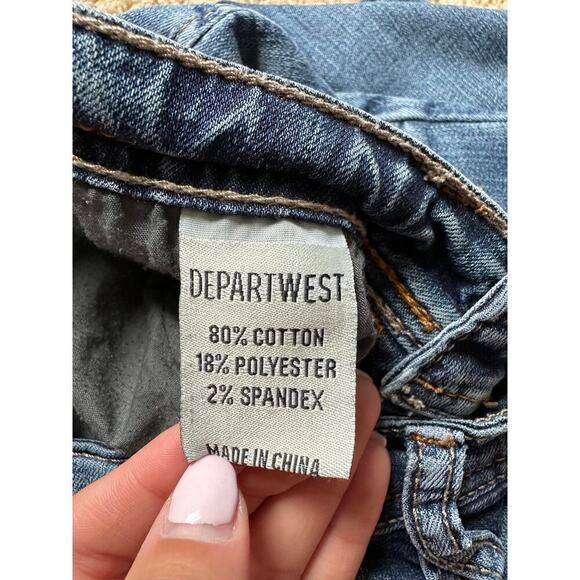 DEPARTWEST
80% COTTON
18% POLYESTER
2% SPANDEX
MADE IN CHINA